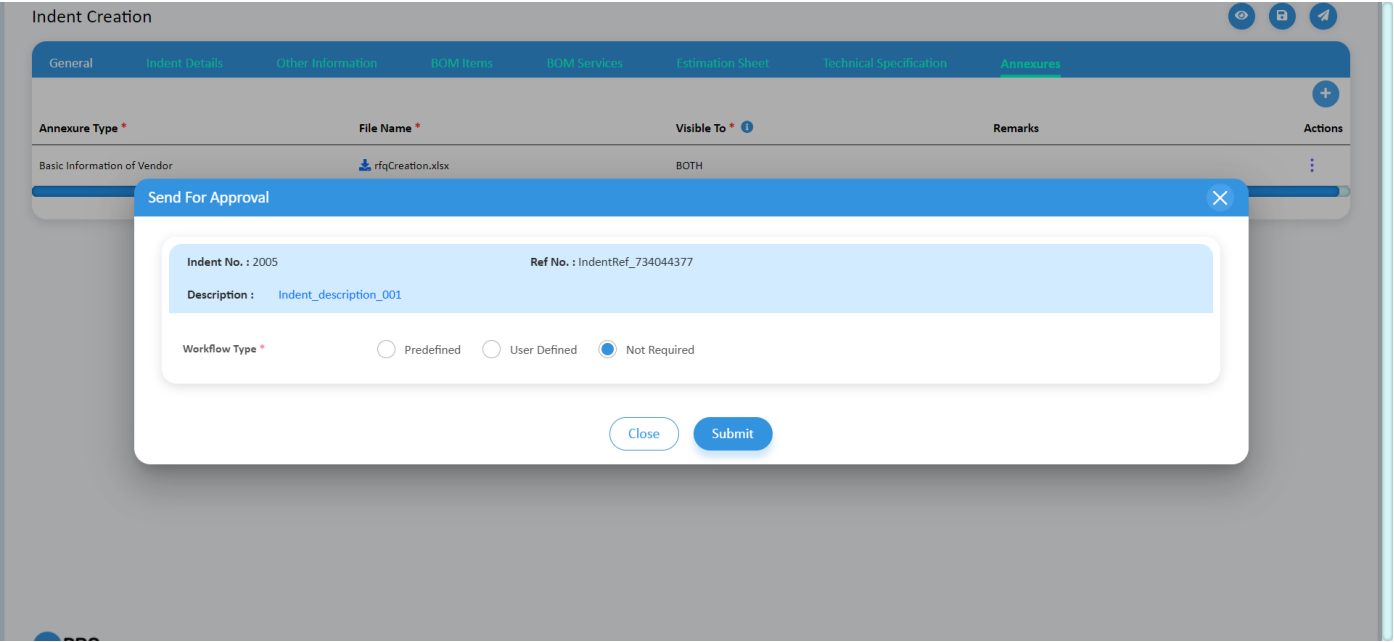 Indent Creation
General Indent Details Other Information BOM Items BOM Services Estimation Sheet Technical Specification Annexures
Annexure Type * File Name * Visible To * Remarks Actions
Basic Information of Vendor rfqCreation.xlsx BOTH
Send For Approval
Indent No. : 2005 Ref No. : IndentRef_734044377
Description : Indent_description_001
Workflow Type * Predefined User Defined Not Required
Close Submit